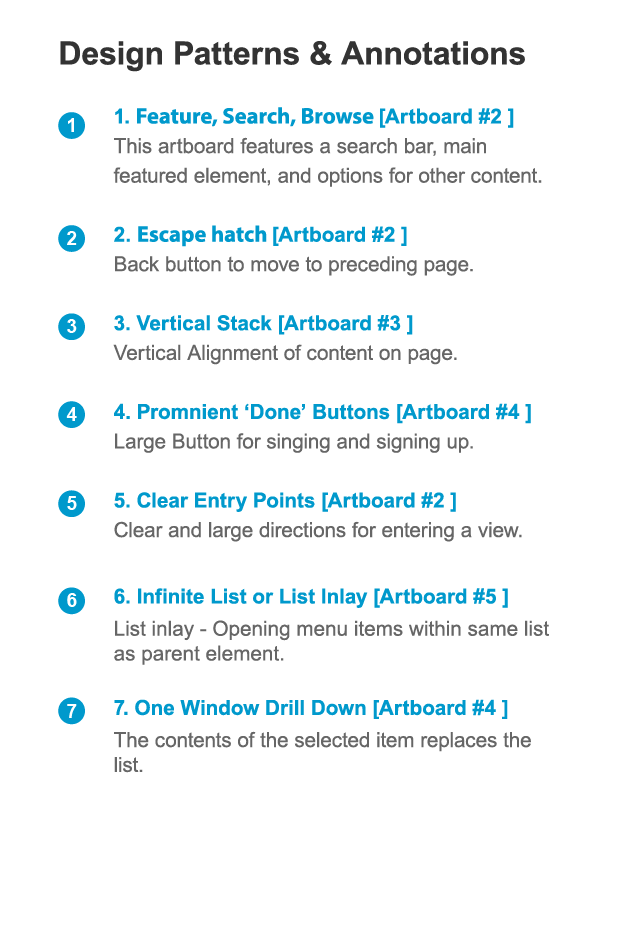 Design Patterns & Annotations
1
1. Feature, Search, Browse [Artboard #2 ]
This artboard features a search bar, main
featured element, and options for other content.
2
2. Escape hatch [Artboard #2 ]
Back button to move to preceding page.
3
3. Vertical Stack [Artboard #3 ]
Vertical Alignment of content on page.
4
4. Promnient ‘Done’ Buttons [Artboard #4 ]
Large Button for singing and signing up.
5
5. Clear Entry Points [Artboard #2 ]
Clear and large directions for entering a view.
6
6. Infinite List or List Inlay [Artboard #5 ]
List inlay - Opening menu items within same list
as parent element.
7
7. One Window Drill Down [Artboard #4 ]
The contents of the selected item replaces the
list.